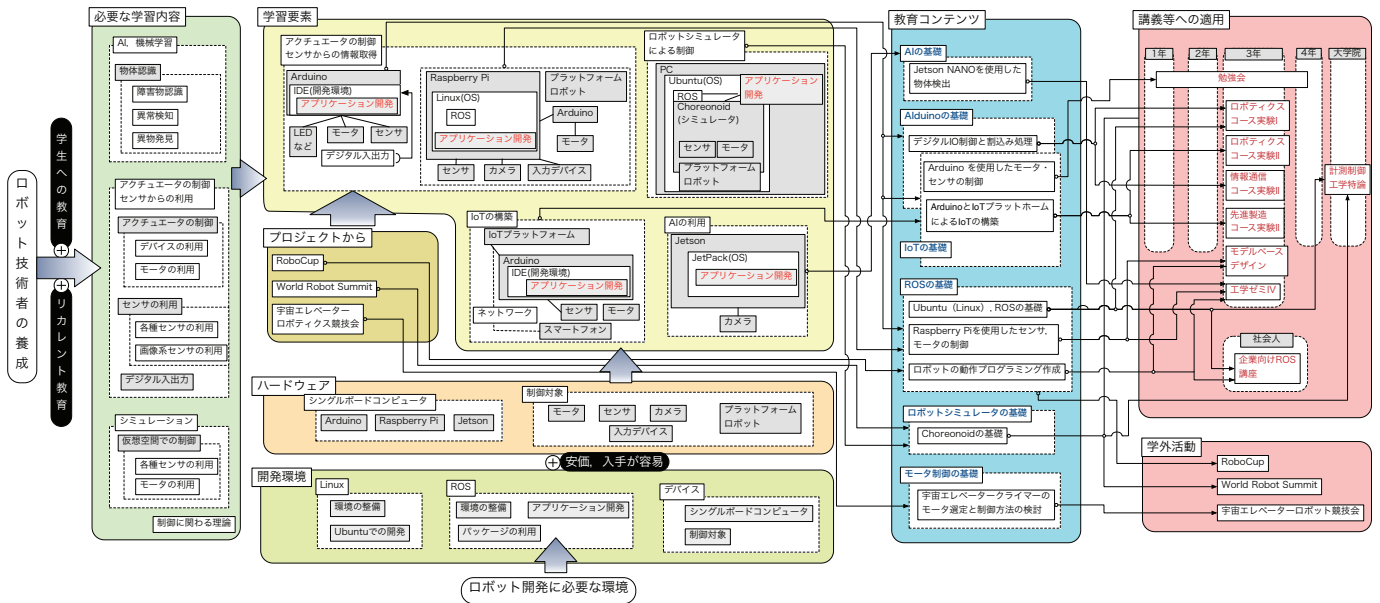 ロボット技術者の養成
学生への教育
+
+
リカレント教育
必要な学習内容
AI，機械学習
物体認識
障害物認識
異常検知
異物発見
アクチュエータの制御
センサからの利用
アクチュエータの制御
デバイスの利用
モータの利用
センサの利用
各種センサの利用
画像系センサの利用
デジタル入出力
シミュレーション
仮想空間での制御
各種センサの利用
モータの利用
制御に関わる理論
学習要素
アクチュエータの制御
センサからの情報取得
Arduino
IDE(開発環境)
アプリケーション開発
LED
など
モータ
センサ
デジタル入出力
Raspberry Pi
Linux(OS)
ROS
アプリケーション開発
センサ
カメラ
入力デバイス
プラットフォーム
ロボット
Arduino
モータ
ロボットシミュレータ
による制御
PC
Ubuntu(OS)
アプリケーション
開発
ROS
Choreonoid
(シミュレータ)
センサ
モータ
プラットフォーム
ロボット
IoTの構築
IoTプラットフォーム
Arduino
IDE(開発環境)
アプリケーション開発
センサ
モータ
ネットワーク
スマートフォン
AIの利用
Jetson
JetPack(OS)
アプリケーション開発
カメラ
プロジェクトから
RoboCup
World Robot Summit
宇宙エレベーター
ロボティクス競技会
ハードウェア
シングルボードコンピュータ
Arduino
Raspberry Pi
Jetson
制御対象
モータ
センサ
カメラ
入力デバイス
プラットフォーム
ロボット
+
安価，入手が容易
開発環境
Linux
環境の整備
Ubuntuでの開発
ROS
環境の整備
アプリケーション開発
パッケージの利用
デバイス
シングルボードコンピュータ
制御対象
ロボット開発に必要な環境
教育コンテンツ
AIの基礎
Jetson NANOを使用した
物体検出
AIduinoの基礎
デジタルIO制御と割込み処理
Arduino を使用したモータ・
センサの制御
ArduinoとIoTプラットホーム
によるIoTの構築
IoTの基礎
ROSの基礎
Ubuntu（Linux）, ROSの基礎
Raspberry Piを使用したセンサ,
モータの制御
ロボットの動作プログラミング作成
ロボットシミュレータの基礎
Choreonoidの基礎
モータ制御の基礎
宇宙エレベータークライマーの
モータ選定と制御方法の検討
講義等への適用
1年
2年
3年
4年
大学院
勉強会
ロボティクス
コース実験I
ロボティクス
コース実験II
情報通信
コース実験II
先進製造
コース実験II
モデルベース
デザイン
工学ゼミIV
計測制御
工学特論
社会人
企業向けROS
講座
学外活動
RoboCup
World Robot Summit
宇宙エレベーターロボット競技会